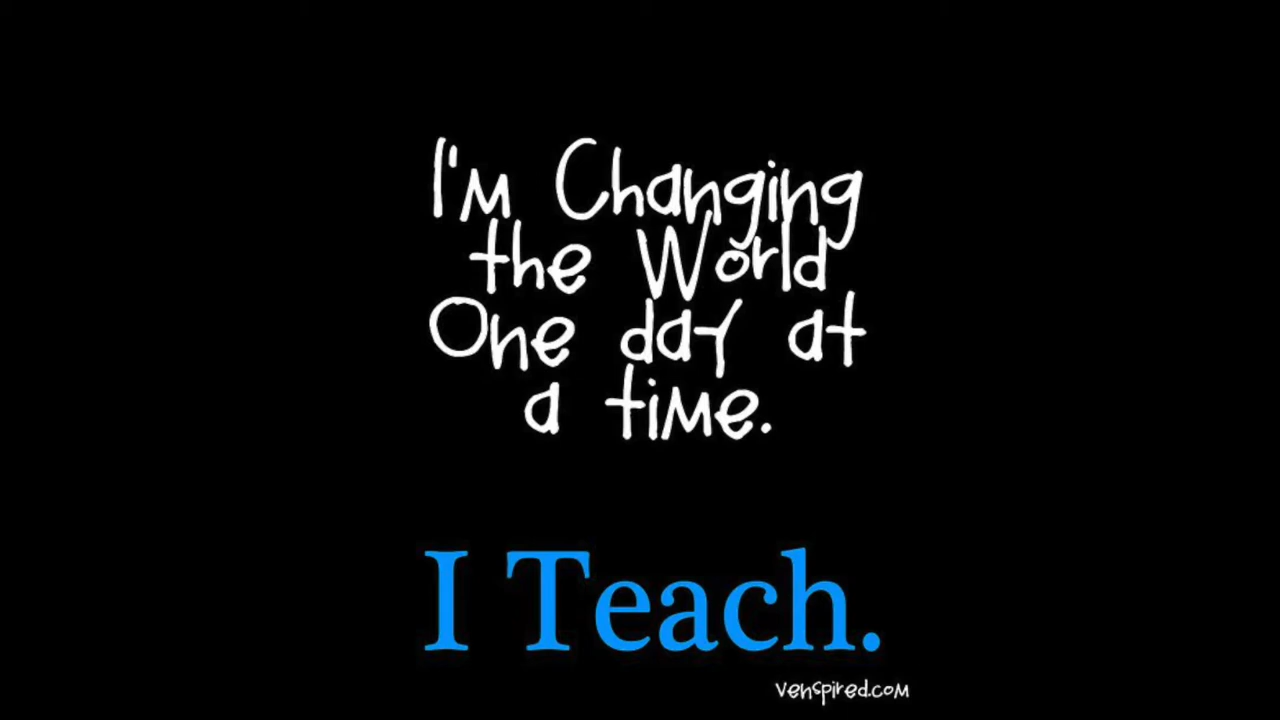 I'm Changing
the World
One day at
a time.
I Teach.
venspired.com